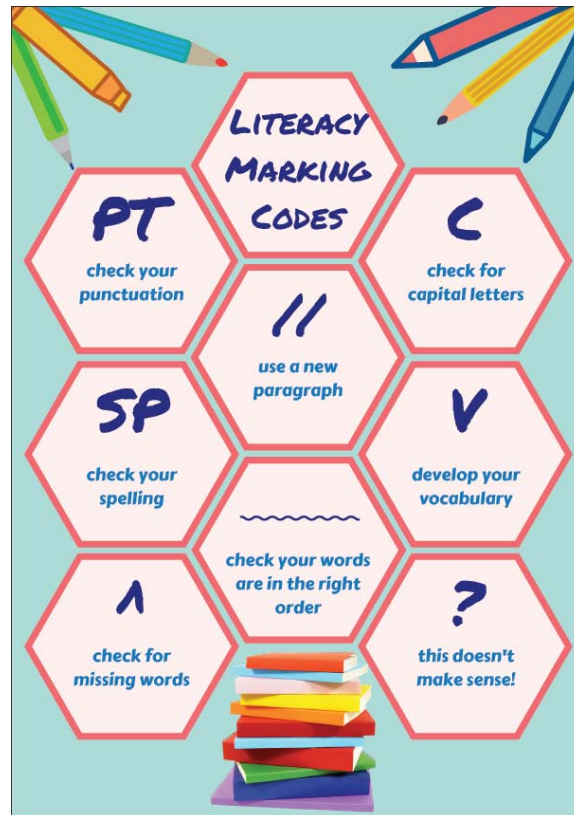 LITERACY
MARKING
CODES
PT
check your
punctuation
C
check for
capital letters
//
use a new
paragraph
SP
check your
spelling
V
develop your
vocabulary
check your words
are in the right
order
^
check for
missing words
?
this doesn't
make sense!